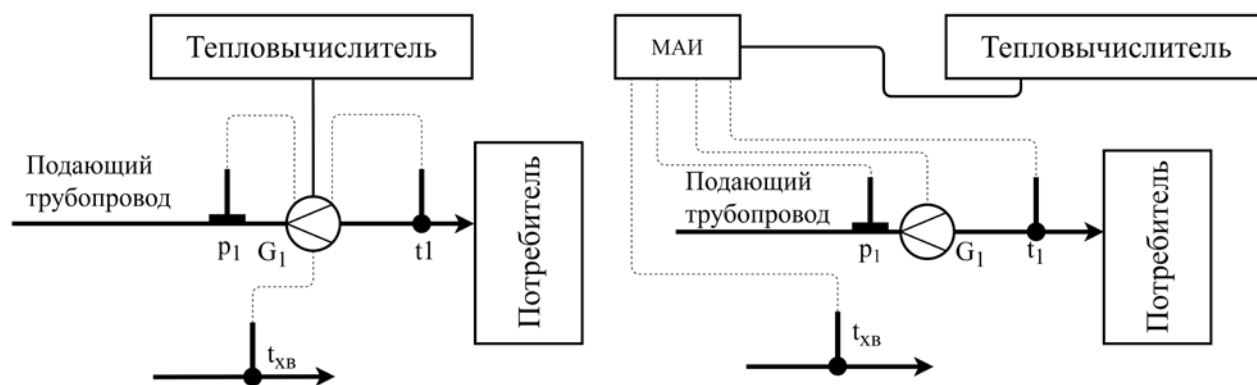 Тепловычислитель
Подающий
трубопровод
p1
G1
t1
Потребитель
tхв
МАИ
Тепловычислитель
Подающий
трубопровод
p1
G1
t1
Потребитель
tхв